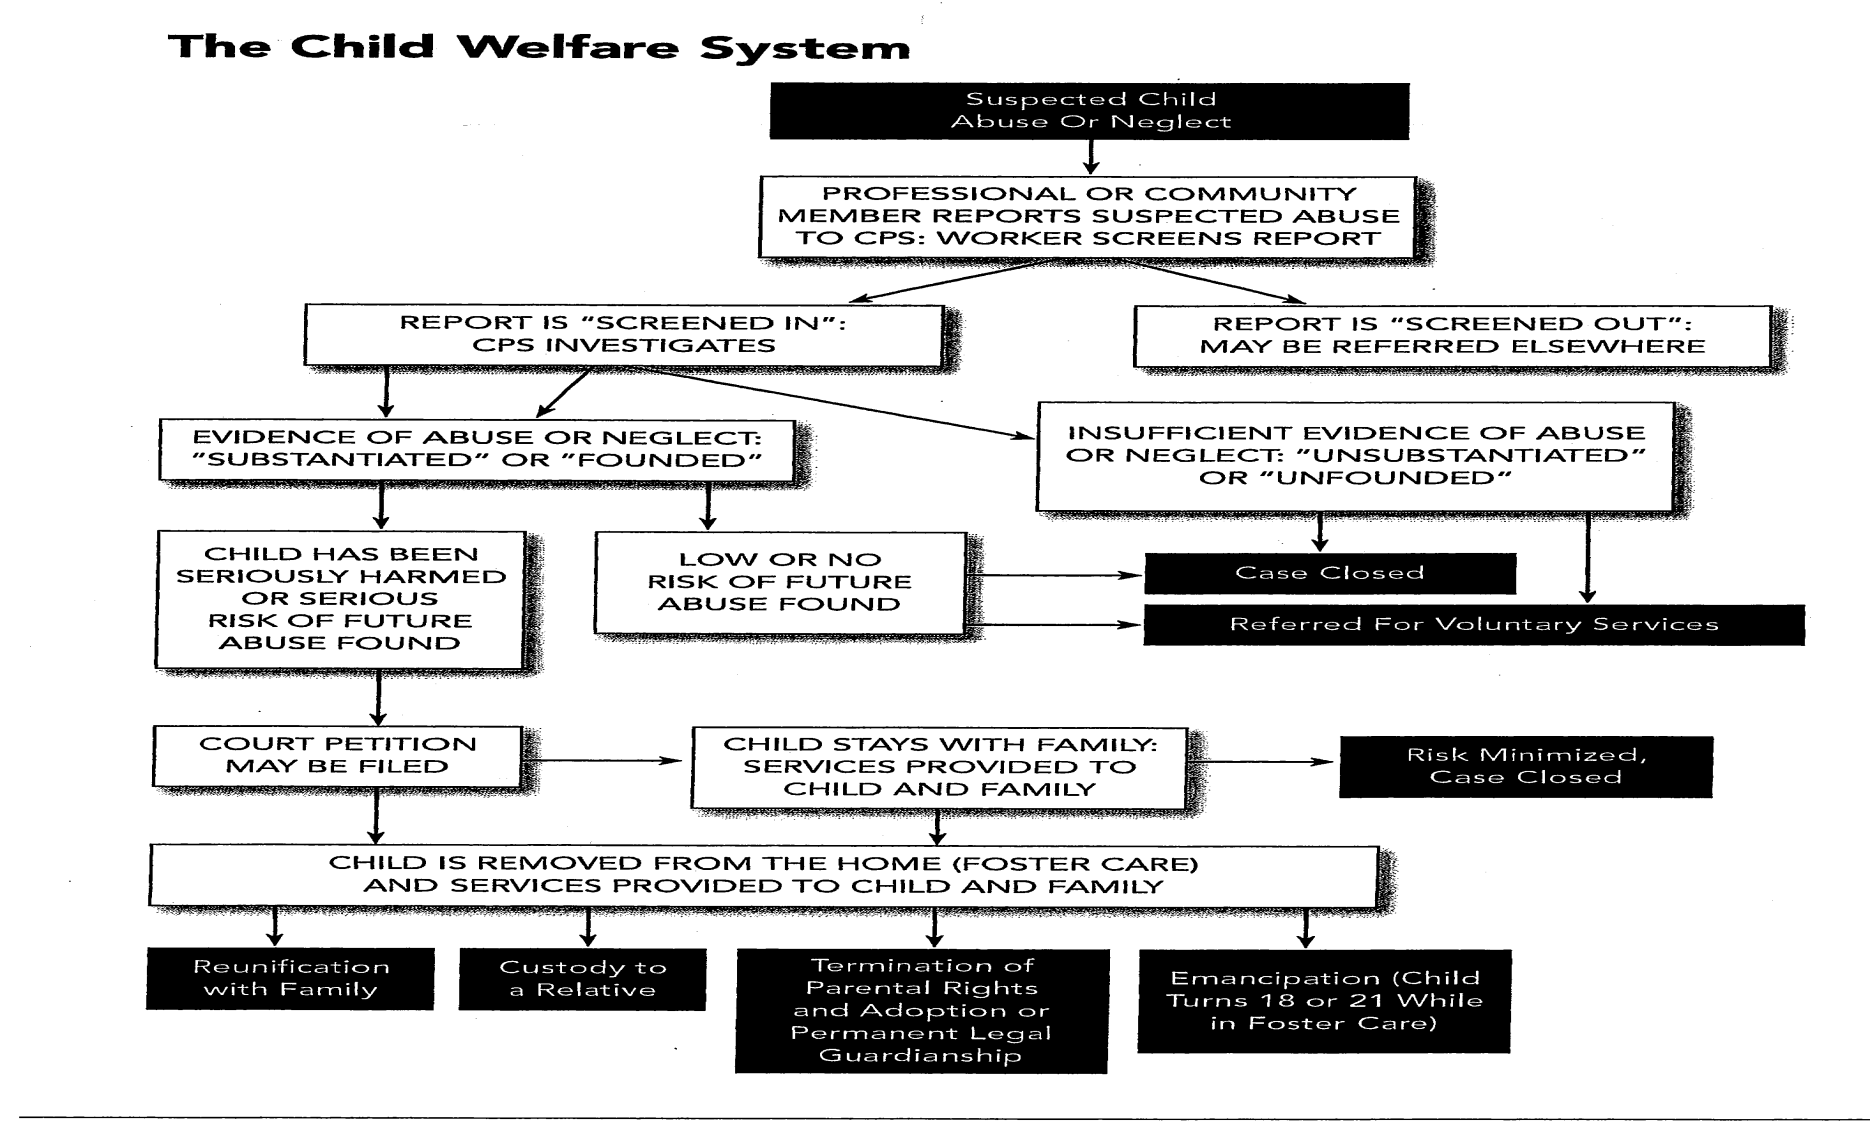 The Child Welfare System
Suspected Child
Abuse Or Neglect
PROFESSIONAL OR COMMUNITY
MEMBER REPORTS SUSPECTED ABUSE
TO CPS: WORKER SCREENS REPORT
REPORT IS "SCREENED IN":
CPS INVESTIGATES
REPORT IS "SCREENED OUT":
MAY BE REFERRED ELSEWHERE
EVIDENCE OF ABUSE OR NEGLECT:
"SUBSTANTIATED" OR "FOUNDED"
INSUFFICIENT EVIDENCE OF ABUSE
OR NEGLECT: "UNSUBSTANTIATED"
OR "UNFOUNDED"
CHILD HAS BEEN
SERIOUSLY HARMED
OR SERIOUS
RISK OF FUTURE
ABUSE FOUND
LOW OR NO
RISK OF FUTURE
ABUSE FOUND
Case Closed
Referred For Voluntary Services
COURT PETITION
MAY BE FILED
CHILD STAYS WITH FAMILY:
SERVICES PROVIDED TO
CHILD AND FAMILY
Risk Minimized,
Case Closed
CHILD IS REMOVED FROM THE HOME (FOSTER CARE)
AND SERVICES PROVIDED TO CHILD AND FAMILY
Reunification
with Family
Custody to
a Relative
Termination of
Parental Rights
and Adoption or
Permanent Legal
Guardianship
Emancipation (Child
Turns 18 or 21 While
in Foster Care)